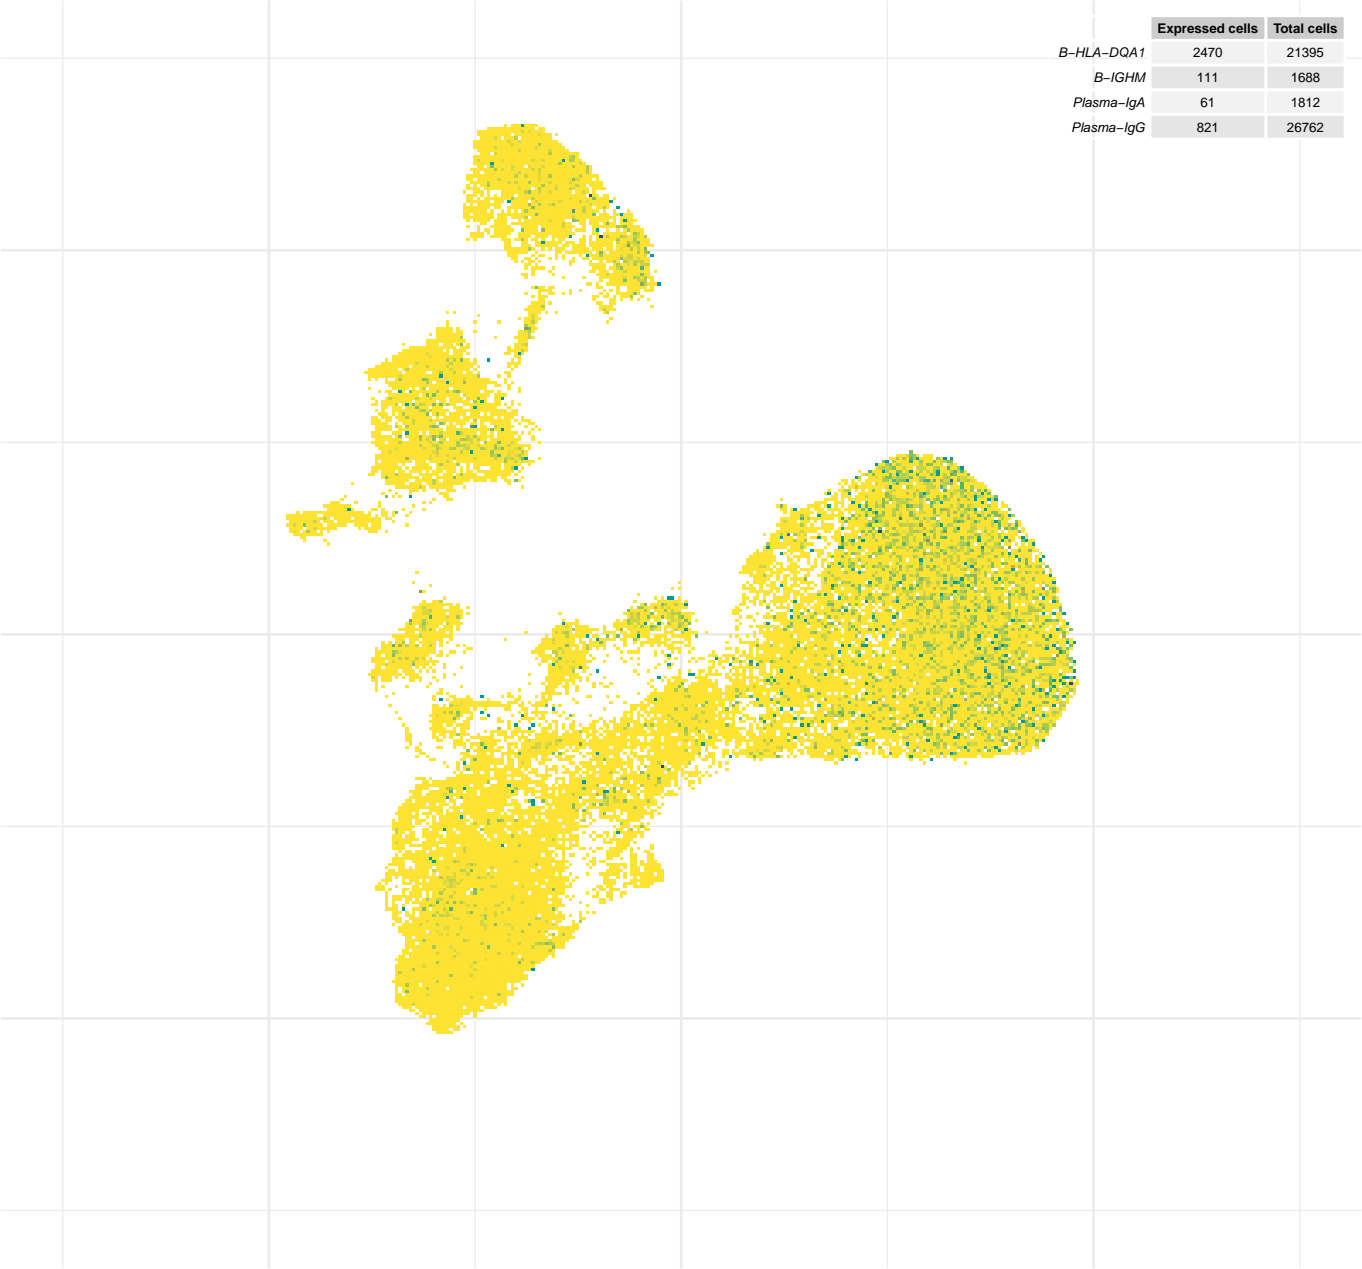 Expressed cells Total cells
B−HLA−DQA1 2470 21395
B−IGHM 111 1688
Plasma−IgA 61 1812
Plasma−IgG 821 26762